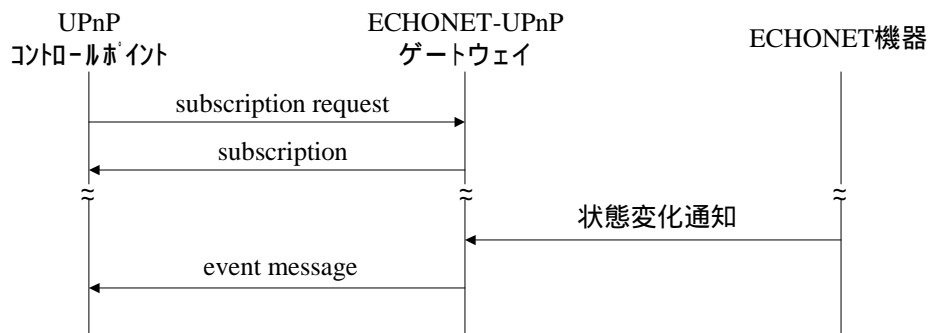 UPnP
コントロールポイント
ECHONET-UPnP
ゲートウェイ
ECHONET機器
subscription request
subscription
≈ ≈ ≈
状態変化通知
event message